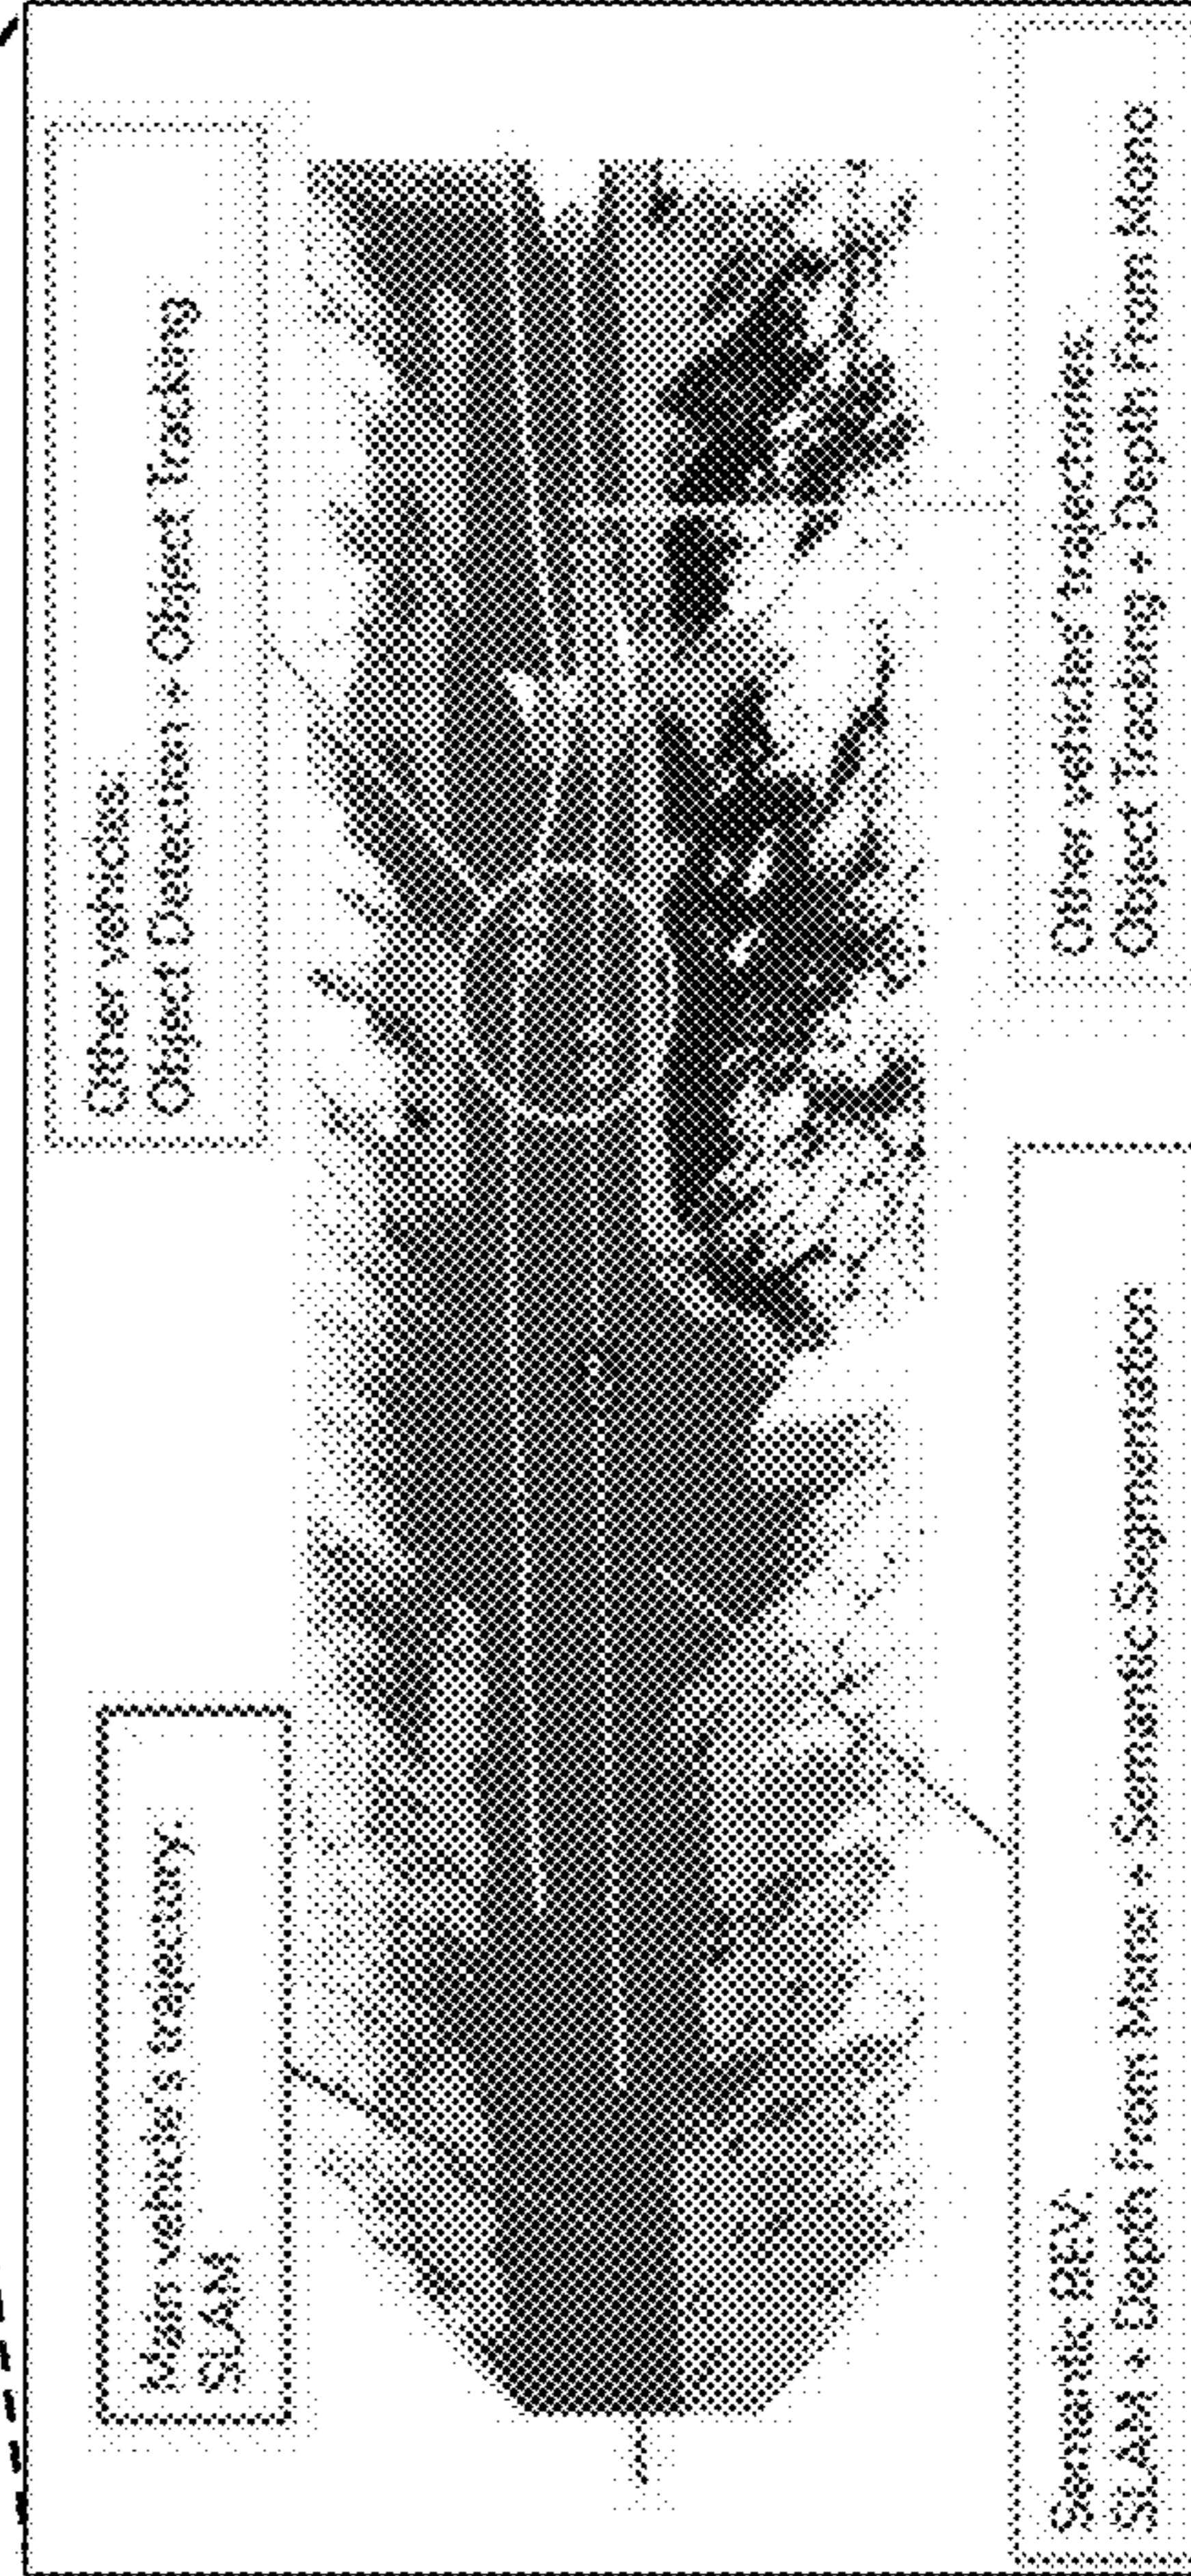 Main vehicle's trajectory:
SLAM
Other vehicles
Object Detection + Object Tracking
Semantic BEV:
SLAM + Depth From Mono + Semantic Segmentation
Other vehicles' trajectories:
Object Tracking + Depth From Mono